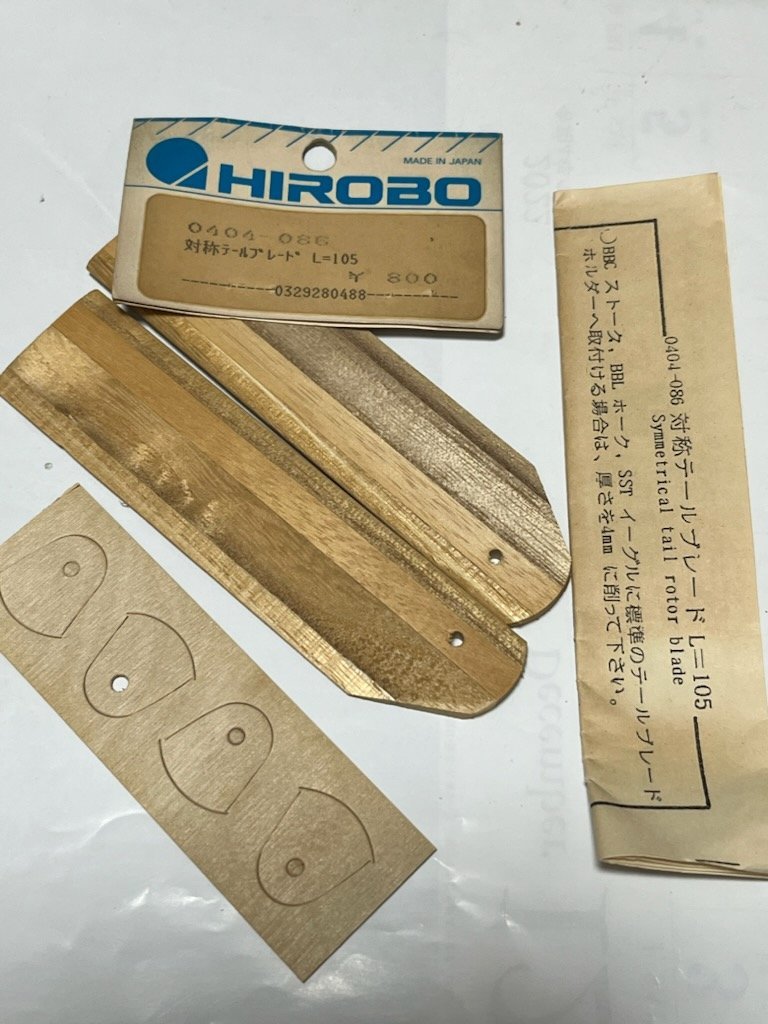 MADE IN JAPAN
HIROBO
0404-086
対称テールブレード L=105
¥ 800
---------0329280488---------
0404-086 対称テールブレード L=105
Symmetrical tail rotor blade
)BBC ストータ, BBL ホーク, SST イーグルに標準のテールブレード
ホルダーへ取付ける場合は、厚さを4mm に削って下さい。
December